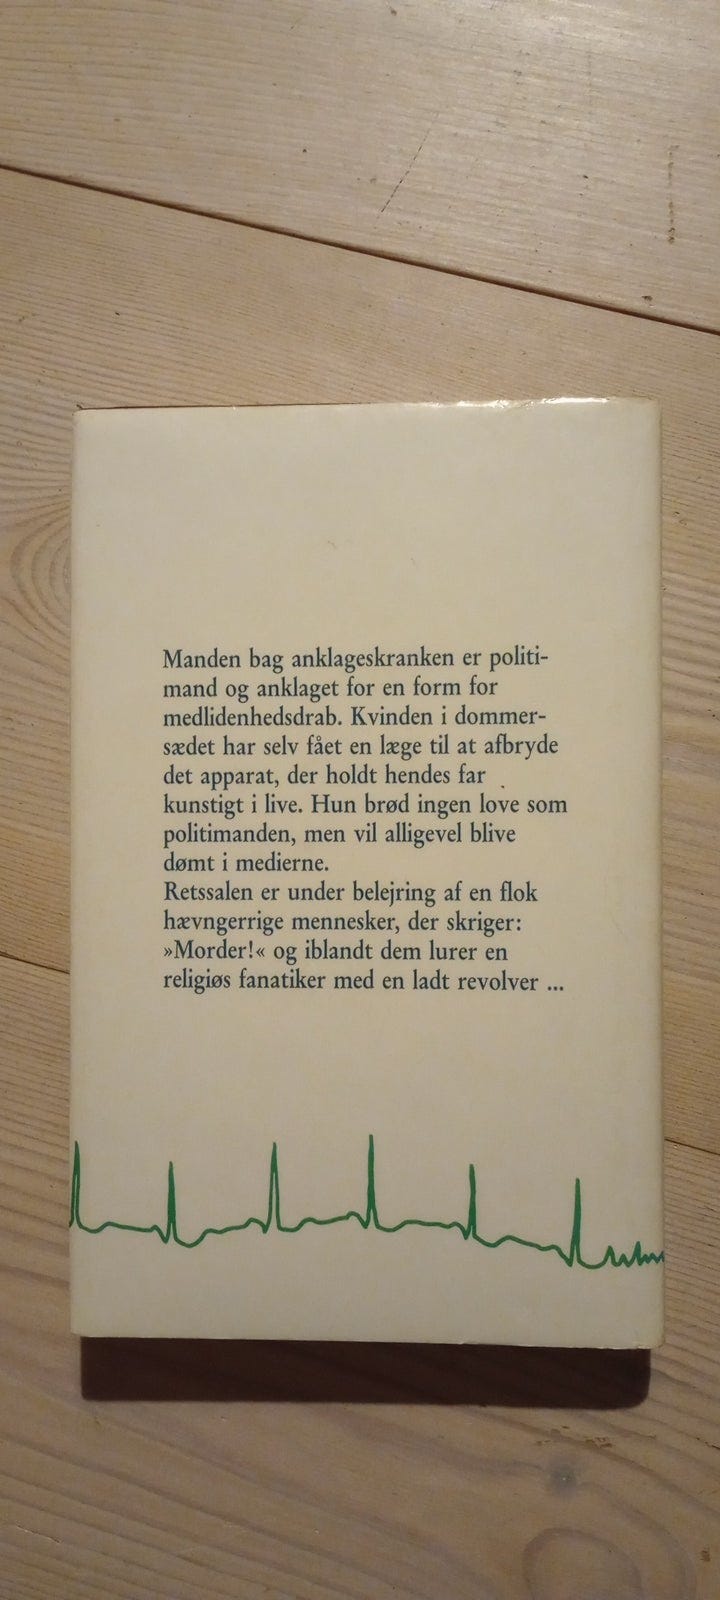 Manden bag anklageskranken er politi-
mand og anklaget for en form for
medlidenhedsdrab. Kvinden i dommer-
sædet har selv fået en læge til at afbryde
det apparat, der holdt hendes far
kunstigt i live. Hun brød ingen love som
politimanden, men vil alligevel blive
dømt i medierne.
Retssalen er under belejring af en flok
hævngerrige mennesker, der skriger:
»Morder!« og iblandt dem lurer en
religiøs fanatiker med en ladt revolver ...